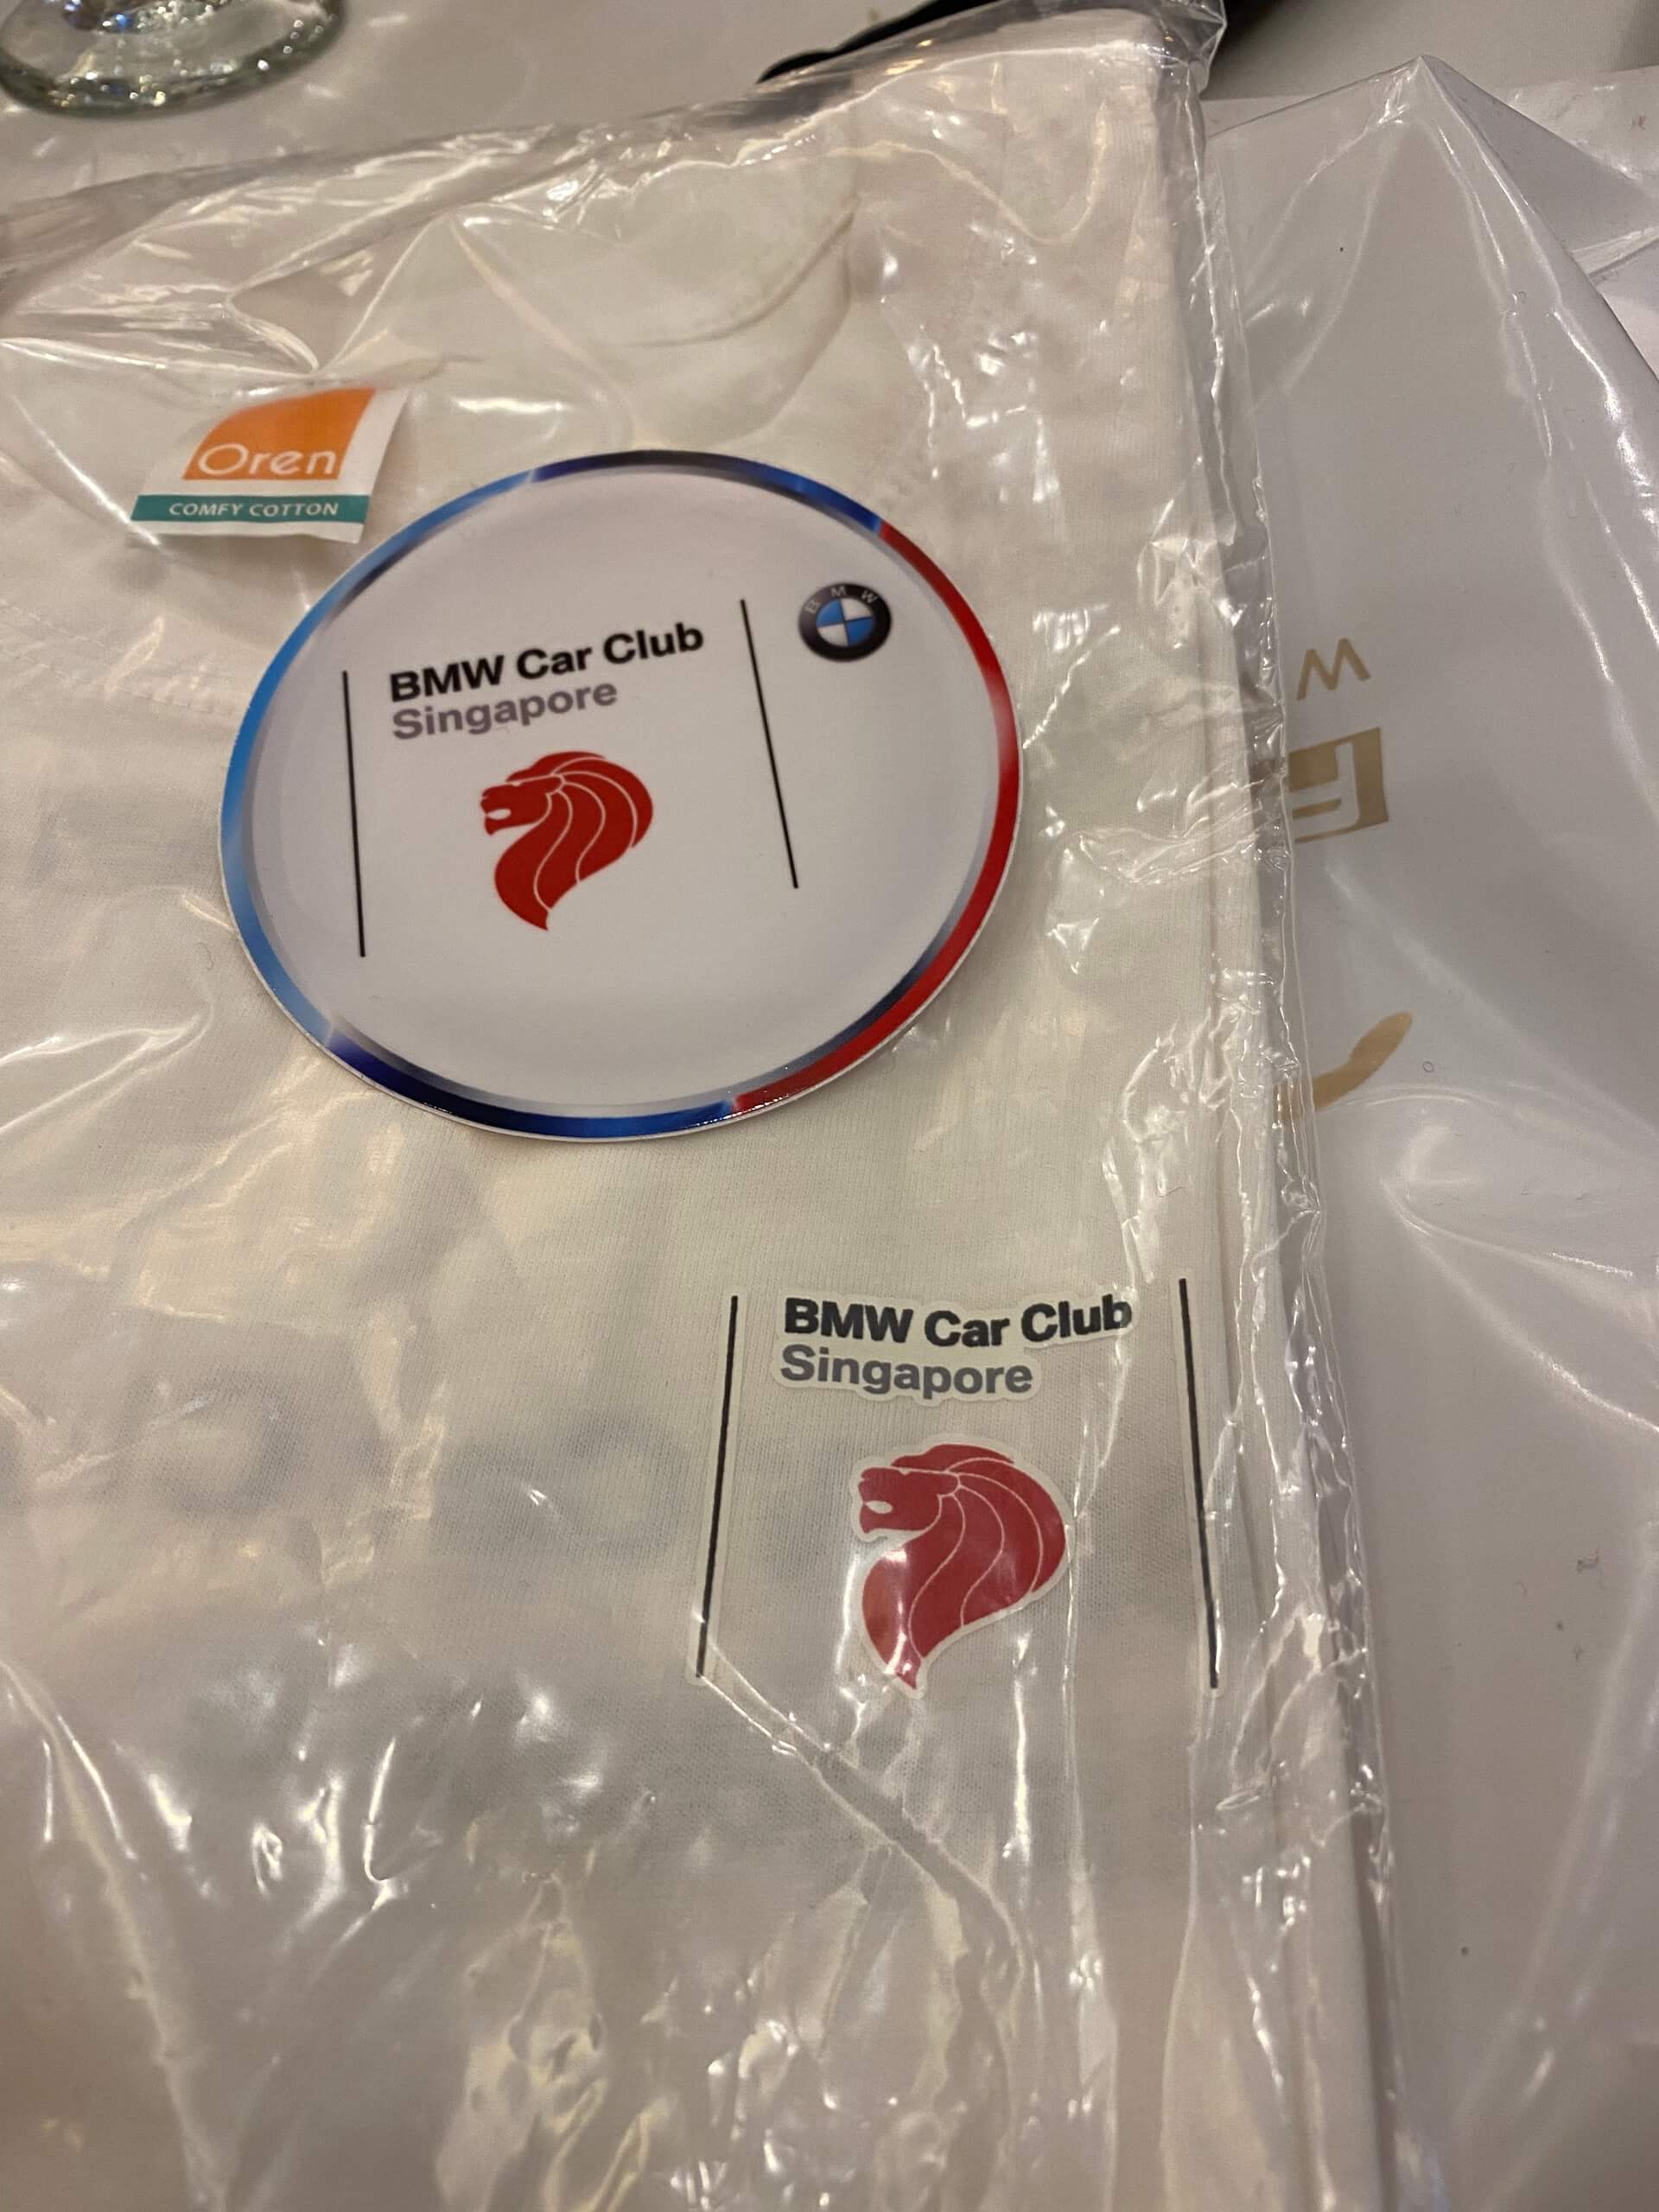 Oren
COMFY COTTON
BMW Car Club
Singapore
BMW
BMW Car Club
Singapore